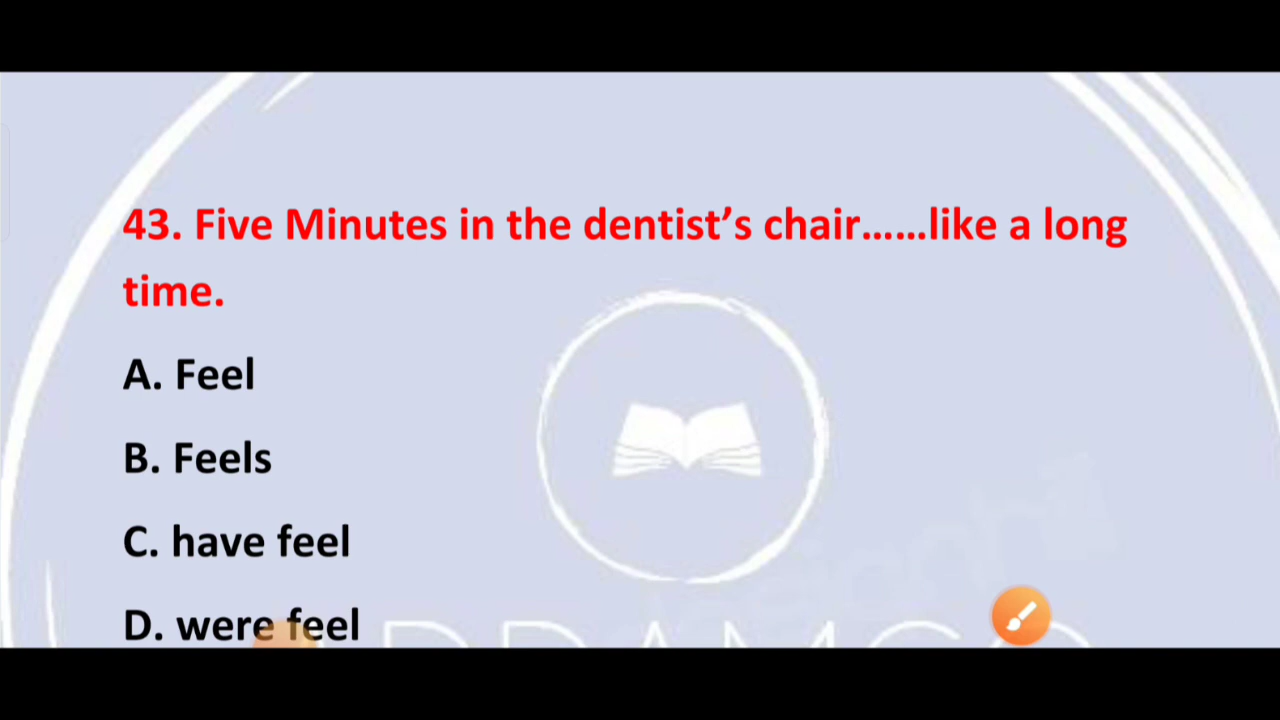 43. Five Minutes in the dentist’s chair……like a long
time.
A. Feel
B. Feels
C. have feel
D. were feel